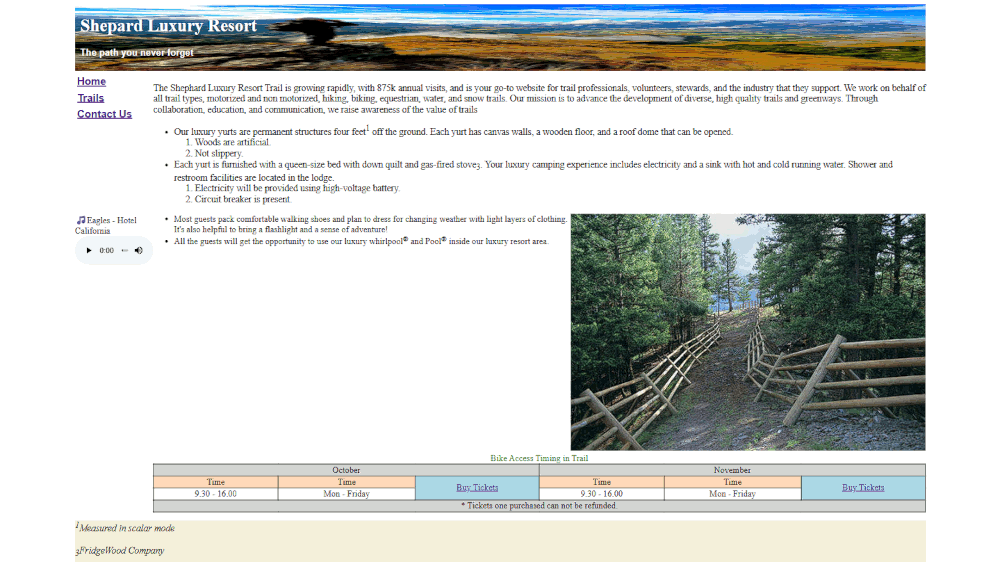 Shepard Luxury Resort
The path you never forget
Home
Trails
Contact Us
The Shephard Luxury Resort Trail is growing rapidly, with 875k annual visits, and is your go-to website for trail professionals, volunteers, stewards, and the industry that they support. We work on behalf of
all trail types, motorized and non motorized, hiking, biking, equestrian, water, and snow trails. Our mission is to advance the development of diverse, high quality trails and greenways. Through
collaboration, education, and communication, we raise awareness of the value of trails
• Our luxury yurts are permanent structures four feet1 off the ground. Each yurt has canvas walls, a wooden floor, and a roof dome that can be opened.
1. Woods are artificial.
2. Not slippery.
• Each yurt is furnished with a queen-size bed with down quilt and gas-fired stove3. Your luxury camping experience includes electricity and a sink with hot and cold running water. Shower and
restroom facilities are located in the lodge.
1. Electricity will be provided using high-voltage battery.
2. Circuit breaker is present.
🎵Eagles - Hotel
California
0:00
• Most guests pack comfortable walking shoes and plan to dress for changing weather with light layers of clothing.
It's also helpful to bring a flashlight and a sense of adventure!
• All the guests will get the opportunity to use our luxury whirlpool® and Pool® inside our luxury resort area.
Bike Access Timing in Trail
October November
Time Time Buy Tickets Time Time Buy Tickets
9.30 - 16.00 Mon - Friday 9.30 - 16.00 Mon - Friday
* Tickets one purchased can not be refunded.
1Measured in scalar mode
3FridgeWood Company